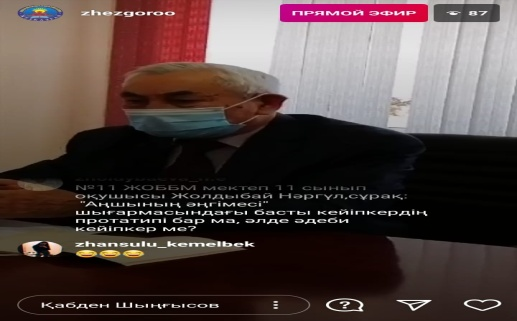 zhezgoroo
ПРЯМОЙ ЭФИР
87
№11 ЖОББМ мектеп 11 сынып
оқушысы Жолдыбай Нәргүл,сұрақ:
"Аңшының әңгімесі"
шығармасындағы басты кейіпкердің
прототипі бар ма, әлде әдеби
кейіпкер ме?
zhansulu_kemelbek
😂😂😂
Қабден Шыңғысов